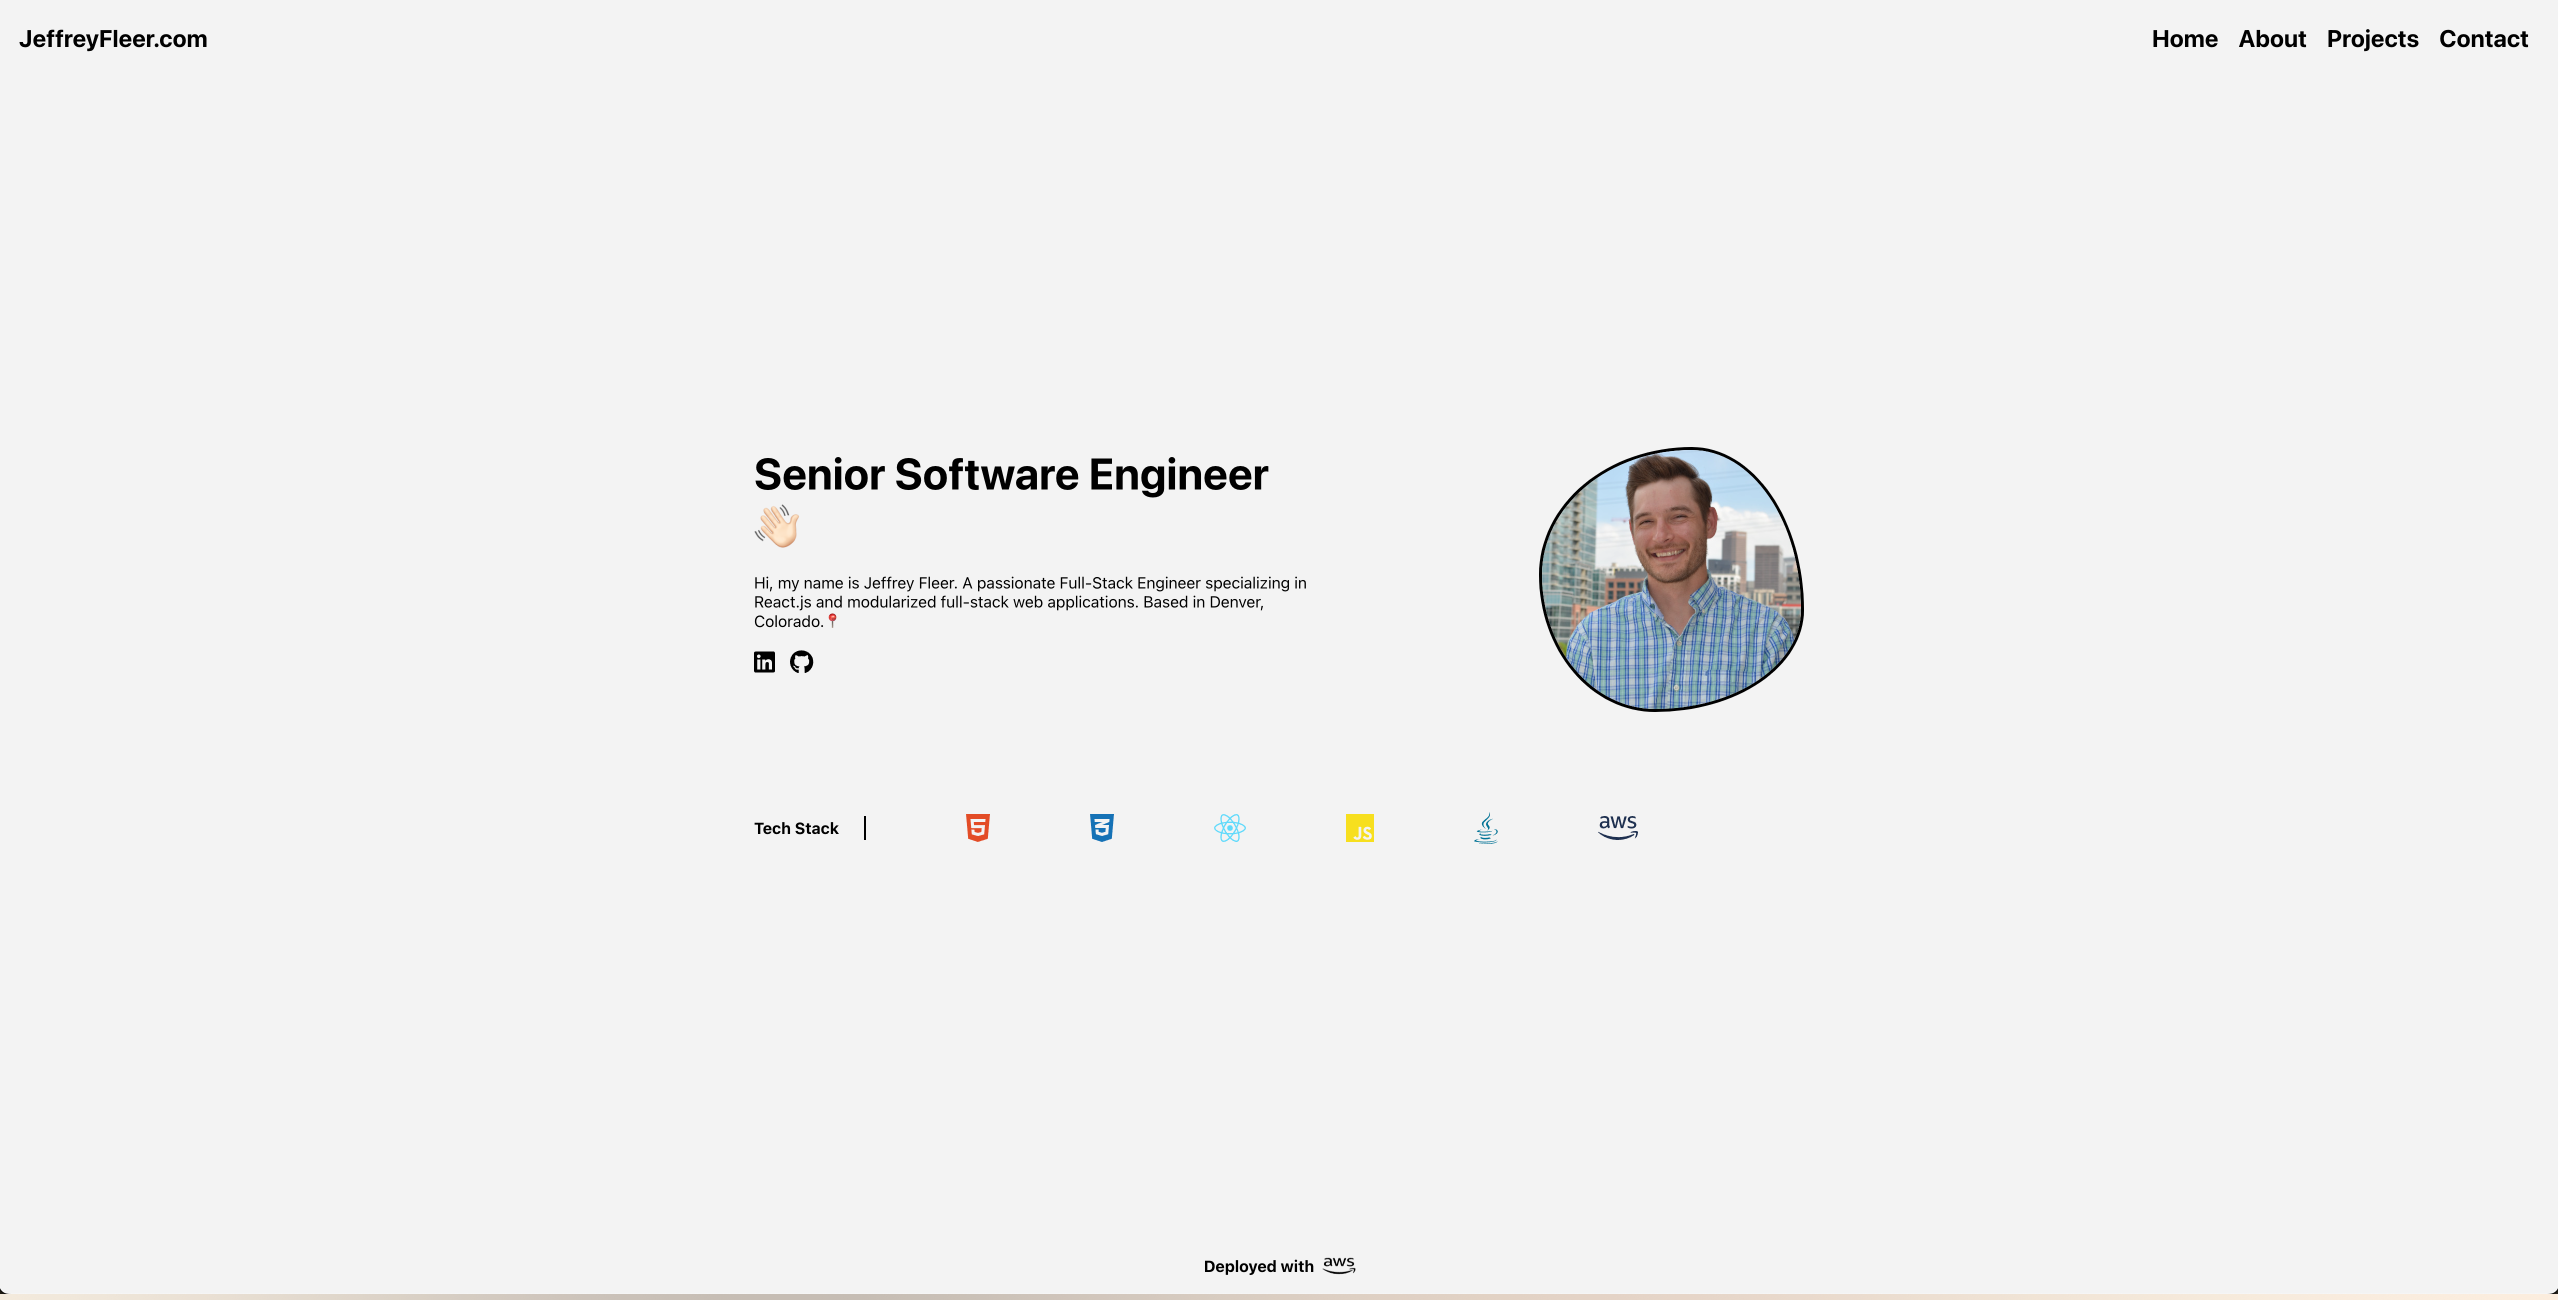 JeffreyFleer.com
Home About Projects Contact
Senior Software Engineer
👋🏻
Hi, my name is Jeffrey Fleer. A passionate Full-Stack Engineer specializing in
React.js and modularized full-stack web applications. Based in Denver,
Colorado.📍
in
Tech Stack | 5 3 JS aws
Deployed with aws